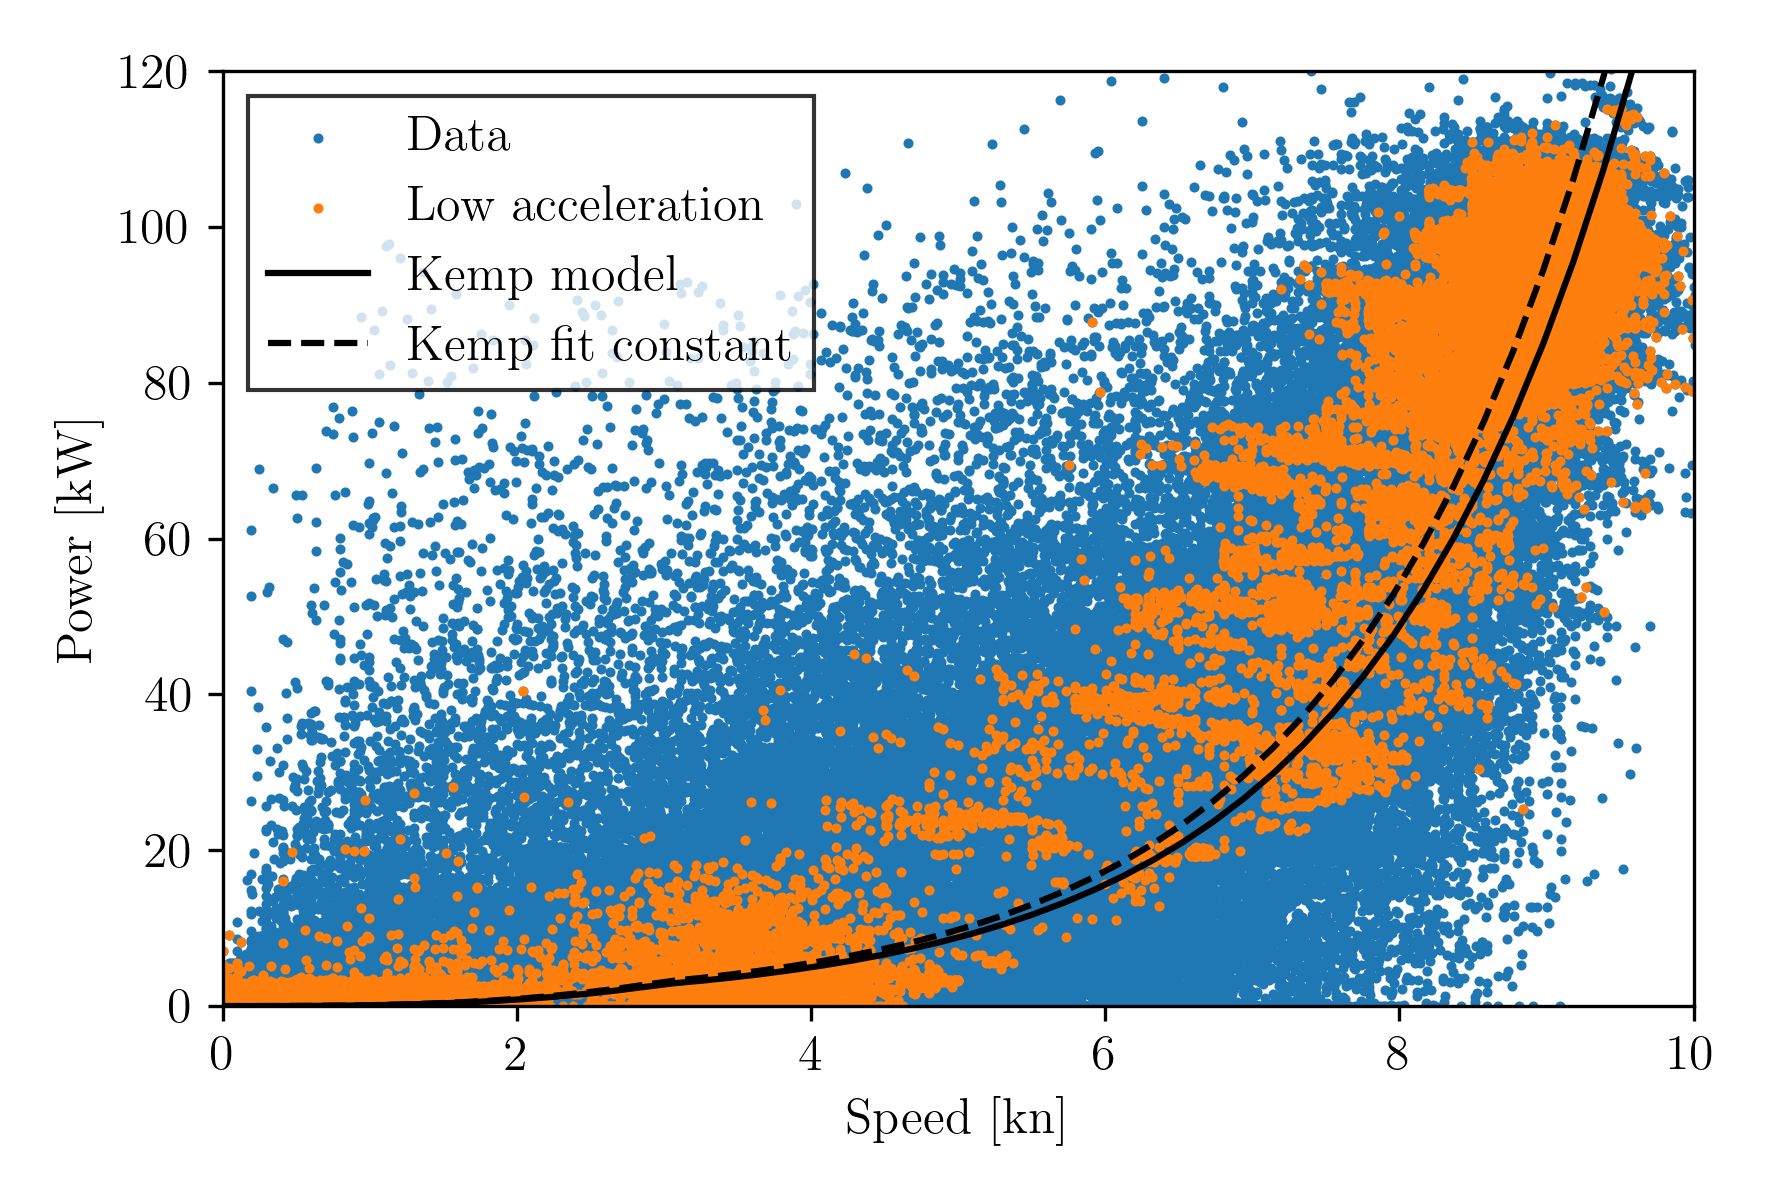 120
100
80
60
40
20
0
Power [kW]
Data
Low acceleration
Kemp model
Kemp fit constant
0 2 4 6 8 10
Speed [kn]